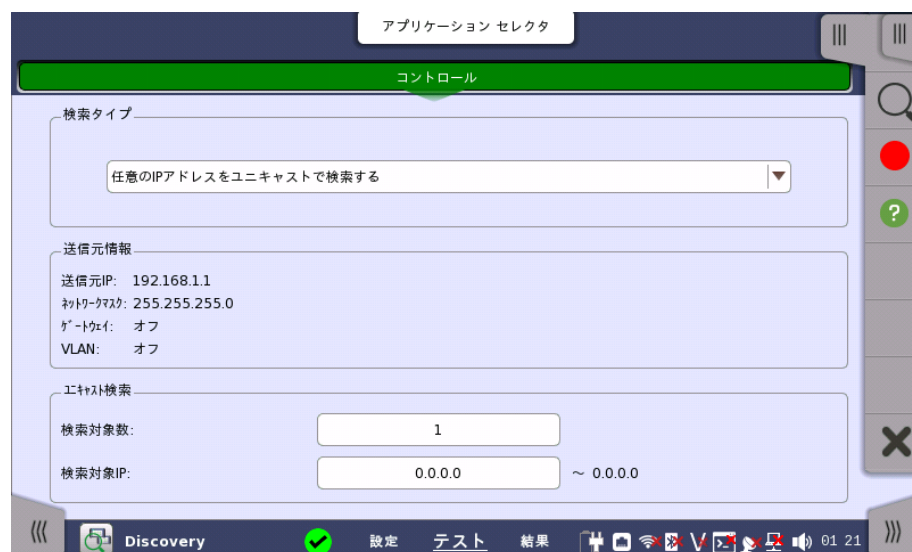 アプリケーション セレクタ
コントロール
検索タイプ
任意のIPアドレスをユニキャストで検索する
送信元情報
送信元IP: 192.168.1.1
ﾈｯﾄﾜｰｸﾏｽｸ: 255.255.255.0
ｹﾞｰﾄｳｪｲ: オフ
VLAN: オフ
ﾕﾆｷｬｽﾄ検索
検索対象数: 1
検索対象IP: 0.0.0.0 ～ 0.0.0.0
Discovery 設定 テスト 結果 01 21